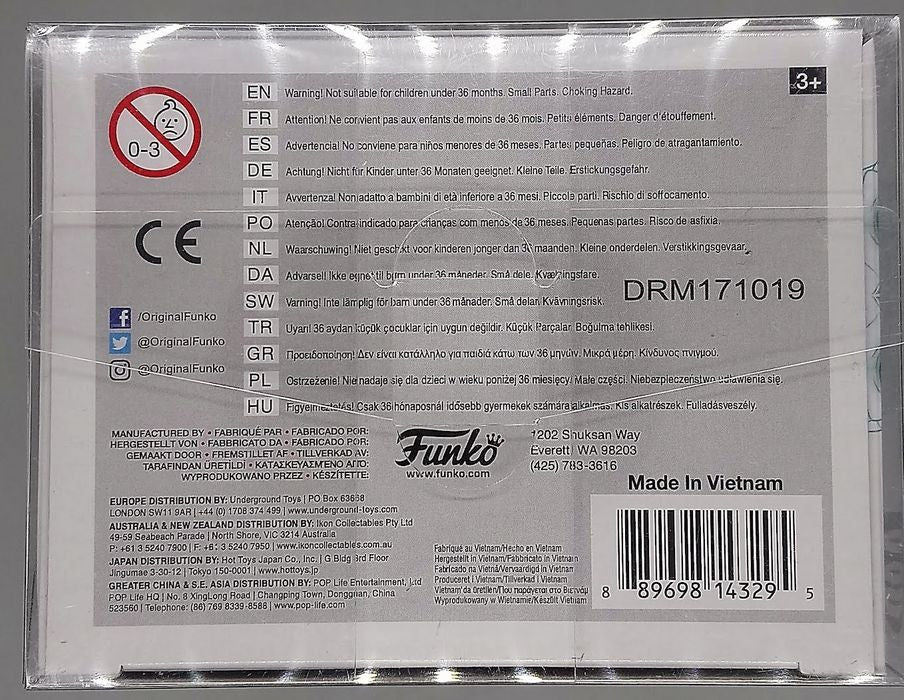 3+
0-3
EN Warning! Not suitable for children under 36 months. Small Parts. Choking Hazard.
FR Attention! Ne convient pas aux enfants de moins de 36 mois. Petits éléments. Danger d'étouffement.
ES Advertencia! No conviene para niños menores de 36 meses. Partes pequeñas. Peligro de atragantamiento.
DE Achtung! Nicht für Kinder unter 36 Monaten geeignet. Kleine Teile. Erstickungsgefahr.
IT Avvertenza! Non adatto a bambini di età inferiore a 36 mesi. Piccole parti. Rischio di soffocamento.
PO Atenção! Contra-indicado para crianças com menos de 36 meses. Pequenas partes. Risco de asfixia.
NL Waarschuwing! Niet geschikt voor kinderen jonger dan 36 maanden. Kleine onderdelen. Verstikkingsgevaar.
DA Advarsel! Ikke egnet til børn under 36 måneder. Små dele. Kvælningsfare.
SW Varning! Inte lämplig för barn under 36 månader. Små delar. Kvävningsrisk.
TR Uyarı! 36 aydan küçük çocuklar için uygun değildir. Küçük Parçalar. Boğulma tehlikesi.
GR Προειδοποίηση! Δεν είναι κατάλληλο για παιδιά κάτω των 36 μηνών. Μικρά μέρη. Κίνδυνος πνιγμού.
PL Ostrzeżenie! Nie nadaje się dla dzieci w wieku poniżej 36 miesięcy. Małe części. Niebezpieczeństwo udławienia się.
HU Figyelmeztetés! Csak 36 hónaposnál idősebb gyermekek számára alkalmas. Kis alkatrészek. Fulladásveszély.
CE
DRM171019
/OriginalFunko
@OriginalFunko
@OriginalFunko
MANUFACTURED BY • FABRIQUÉ PAR • FABRICADO POR:
HERGESTELLT VON • FABBRICATO DA • FABRICADO POR:
GEMAAKT DOOR • FREMSTILLET AF • TILLVERKAD AV:
TARAFINDAN ÜRETİLDİ • ΚΑΤΑΣΚΕΥΑΣΜΕΝΟ ΑΠΟ:
WYPRODUKOWANO PRZEZ • KÉSZÍTETTE:
Funko
www.funko.com
1202 Shuksan Way
Everett, WA 98203
(425) 783-3616
EUROPE DISTRIBUTION BY: Underground Toys | PO Box 63668
LONDON SW11 9AR | +44 (0) 1708 374 499 | www.underground-toys.com
AUSTRALIA & NEW ZEALAND DISTRIBUTION BY: Ikon Collectables Pty Ltd
49-59 Seabeach Parade | North Shore, VIC 3214 Australia
P: +61 3 5240 7900 | F: +61 3 5240 7950 | www.ikoncollectables.com.au
JAPAN DISTRIBUTION BY: Hot Toys Japan Co., Inc. | G Bldg 3rd Floor
Jingumae 3-30-12 | Tokyo 150-0001 | www.hottoys.jp
GREATER CHINA & S.E. ASIA DISTRIBUTION BY: POP Life Entertainment, Ltd
POP Life HQ | No. 8 XingLong Road | Changping Town, Dongguan, China
523560 | Telephone: (86) 769 8339-8588 | www.pop-life.com
Fabriqué au Vietnam/Hecho en Vietnam
Hergestellt in Vietnam/Fabbricato in Vietnam
Fabricado na Vietnã/Vervaardigd in Vietnam
Produceret i Vietnam/Tillverkad i Vietnam
Vietnam'da üretilen/Που παράγεται στο Βιετνάμ
Wyprodukowany w Wietnamie/Készült Vietnam
Made In Vietnam
8 89698 14329 5